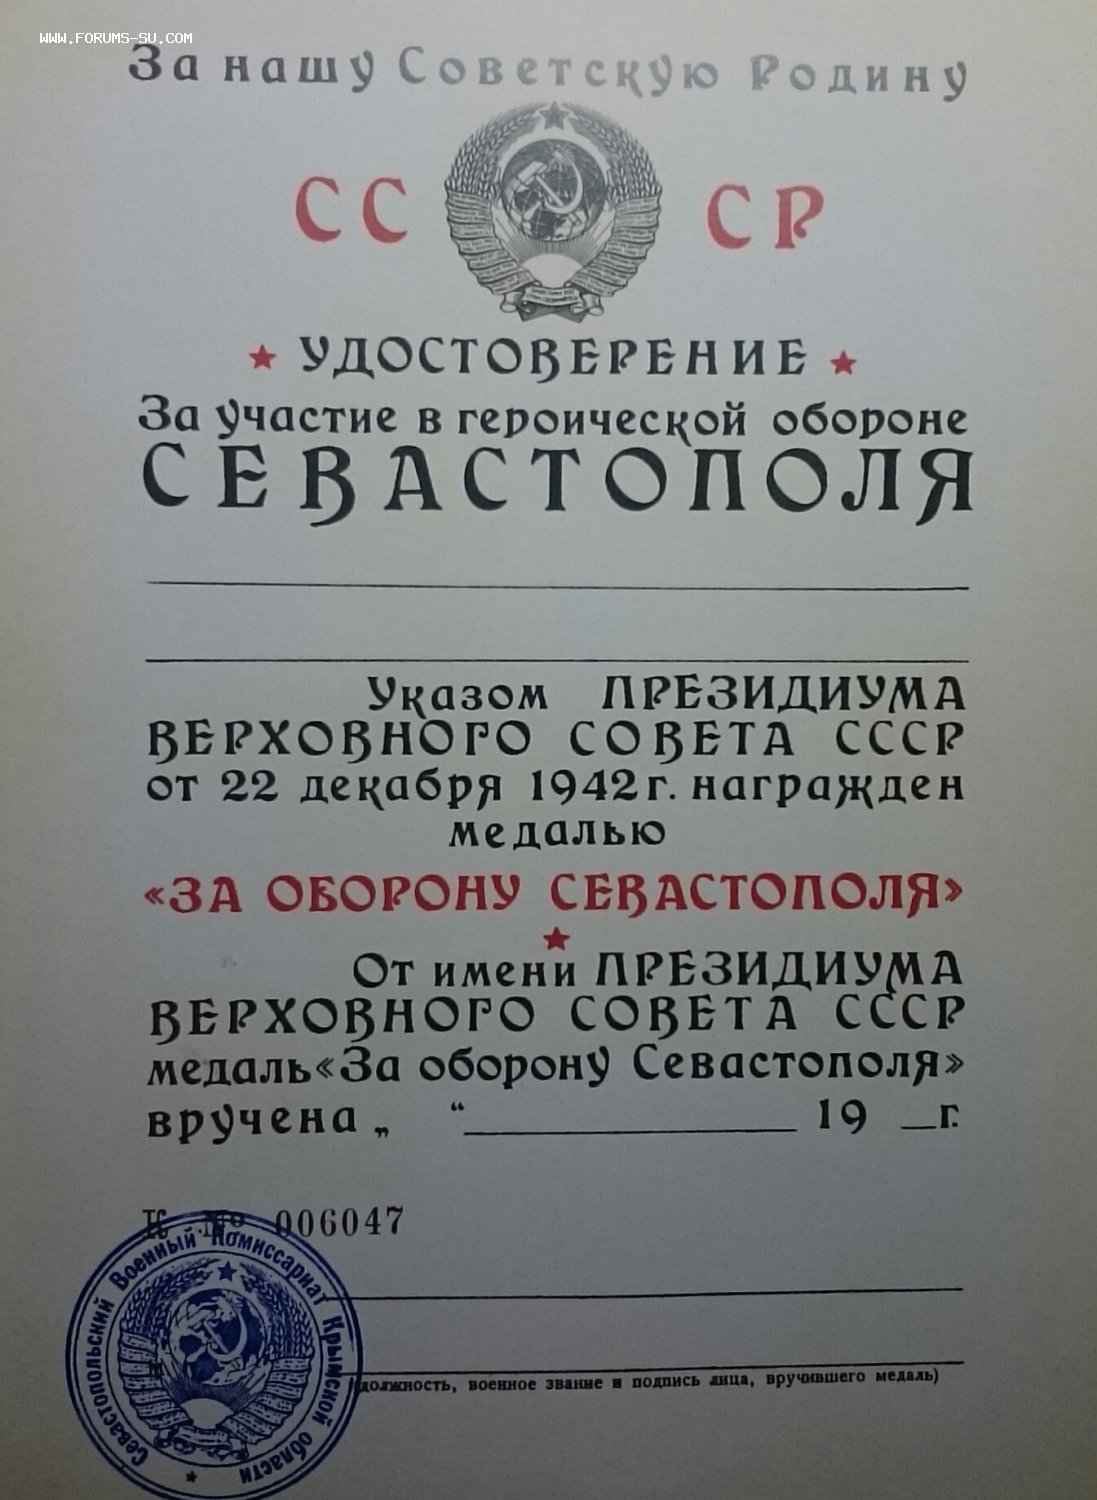 WWW.FORUMS-SU.COM
За нашу Советскую Родину
СС СР
УДОСТОВЕРЕНИЕ
За участие в героической обороне
СЕВАСТОПОЛЯ
Указом ПРЕЗИДИУМА
ВЕРХОВНОГО СОВЕТА СССР
от 22 декабря 1942 г. награжден
медалью
«ЗА ОБОРОНУ СЕВАСТОПОЛЯ»
От имени ПРЕЗИДИУМА
ВЕРХОВНОГО СОВЕТА СССР
медаль «За оборону Севастополя»
вручена „ “ 19 г.
К № 006047
Севастопольский Военный Комиссариат Крымской области
(должность, военное звание и подпись лица, вручившего медаль)